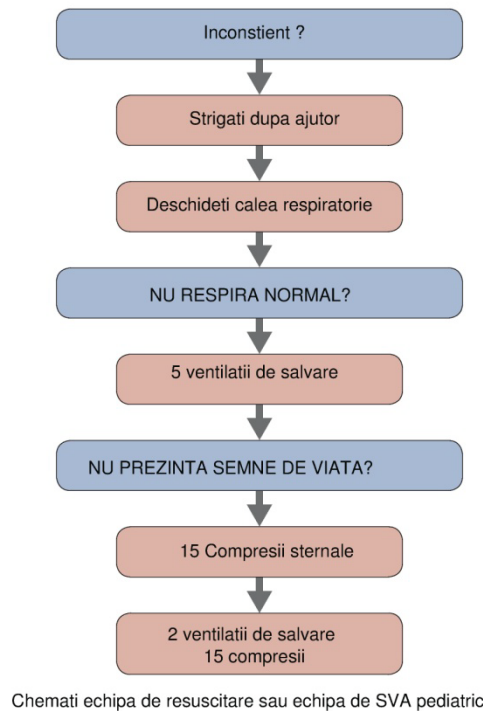 Inconstient ?
Strigati dupa ajutor
Deschideti calea respiratorie
NU RESPIRA NORMAL?
5 ventilatii de salvare
NU PREZINTA SEMNE DE VIATA?
15 Compresii sternale
2 ventilatii de salvare
15 compresii
Chemati echipa de resuscitare sau echipa de SVA pediatric